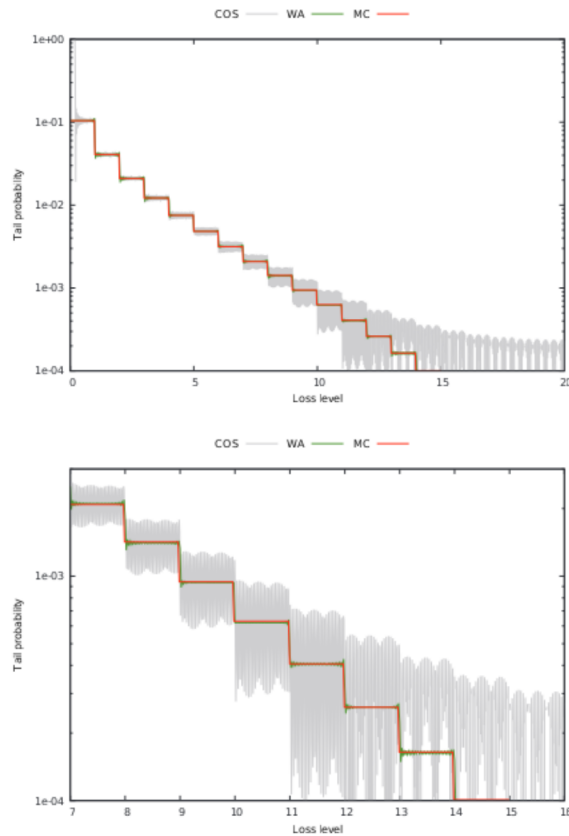 COS WA MC
1e+00
1e-01
1e-02
1e-03
1e-04
Tail probability
0 5 10 15 20
Loss level
COS WA MC
1e-03
1e-04
Tail probability
7 8 9 10 11 12 13 14 15 16
Loss level